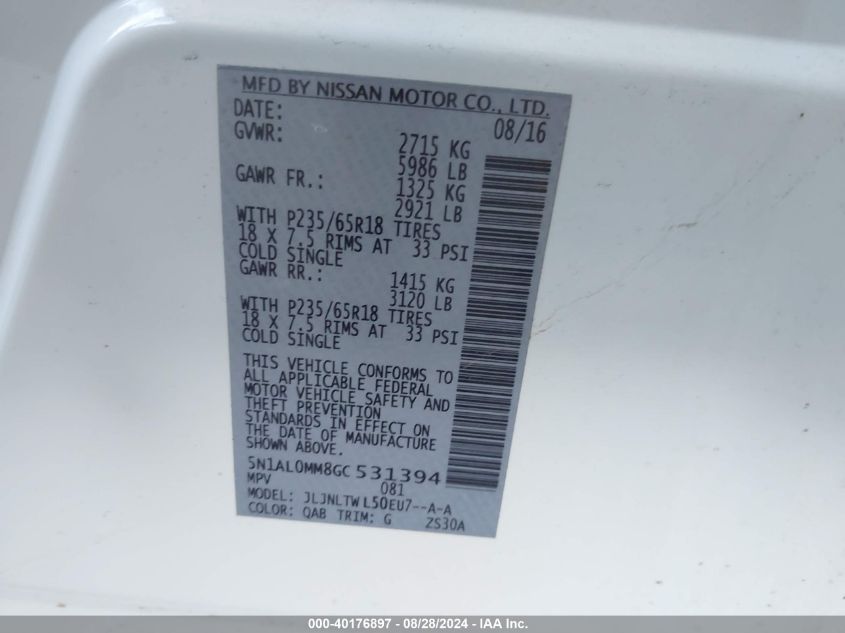 MFD BY NISSAN MOTOR CO., LTD.
DATE: 08/16
GVWR: 2715 KG
5986 LB
GAWR FR.: 1325 KG
2921 LB
WITH P235/65R18 TIRES
18 X 7.5 RIMS AT 33 PSI
COLD SINGLE
GAWR RR.: 1415 KG
3120 LB
WITH P235/65R18 TIRES
18 X 7.5 RIMS AT 33 PSI
COLD SINGLE
THIS VEHICLE CONFORMS TO
ALL APPLICABLE FEDERAL
MOTOR VEHICLE SAFETY AND
THEFT PREVENTION
STANDARDS IN EFFECT ON
THE DATE OF MANUFACTURE
SHOWN ABOVE.
5N1AL0MM8GC 531394
MPV 081
MODEL: JLJNLTW L50EU7--A-A
COLOR: QAB TRIM: G ZS30A
000-40176897 - 08/28/2024 - IAA Inc.